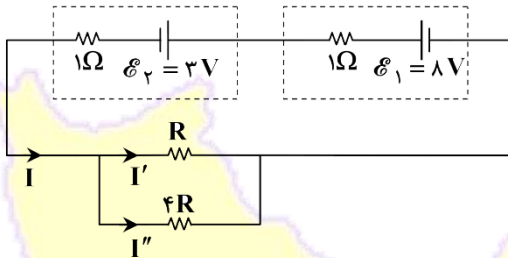 ۱Ω ℰ۲ = ۳V ۱Ω ℰ۱ = ۸V
R
I I′
۴R
I″